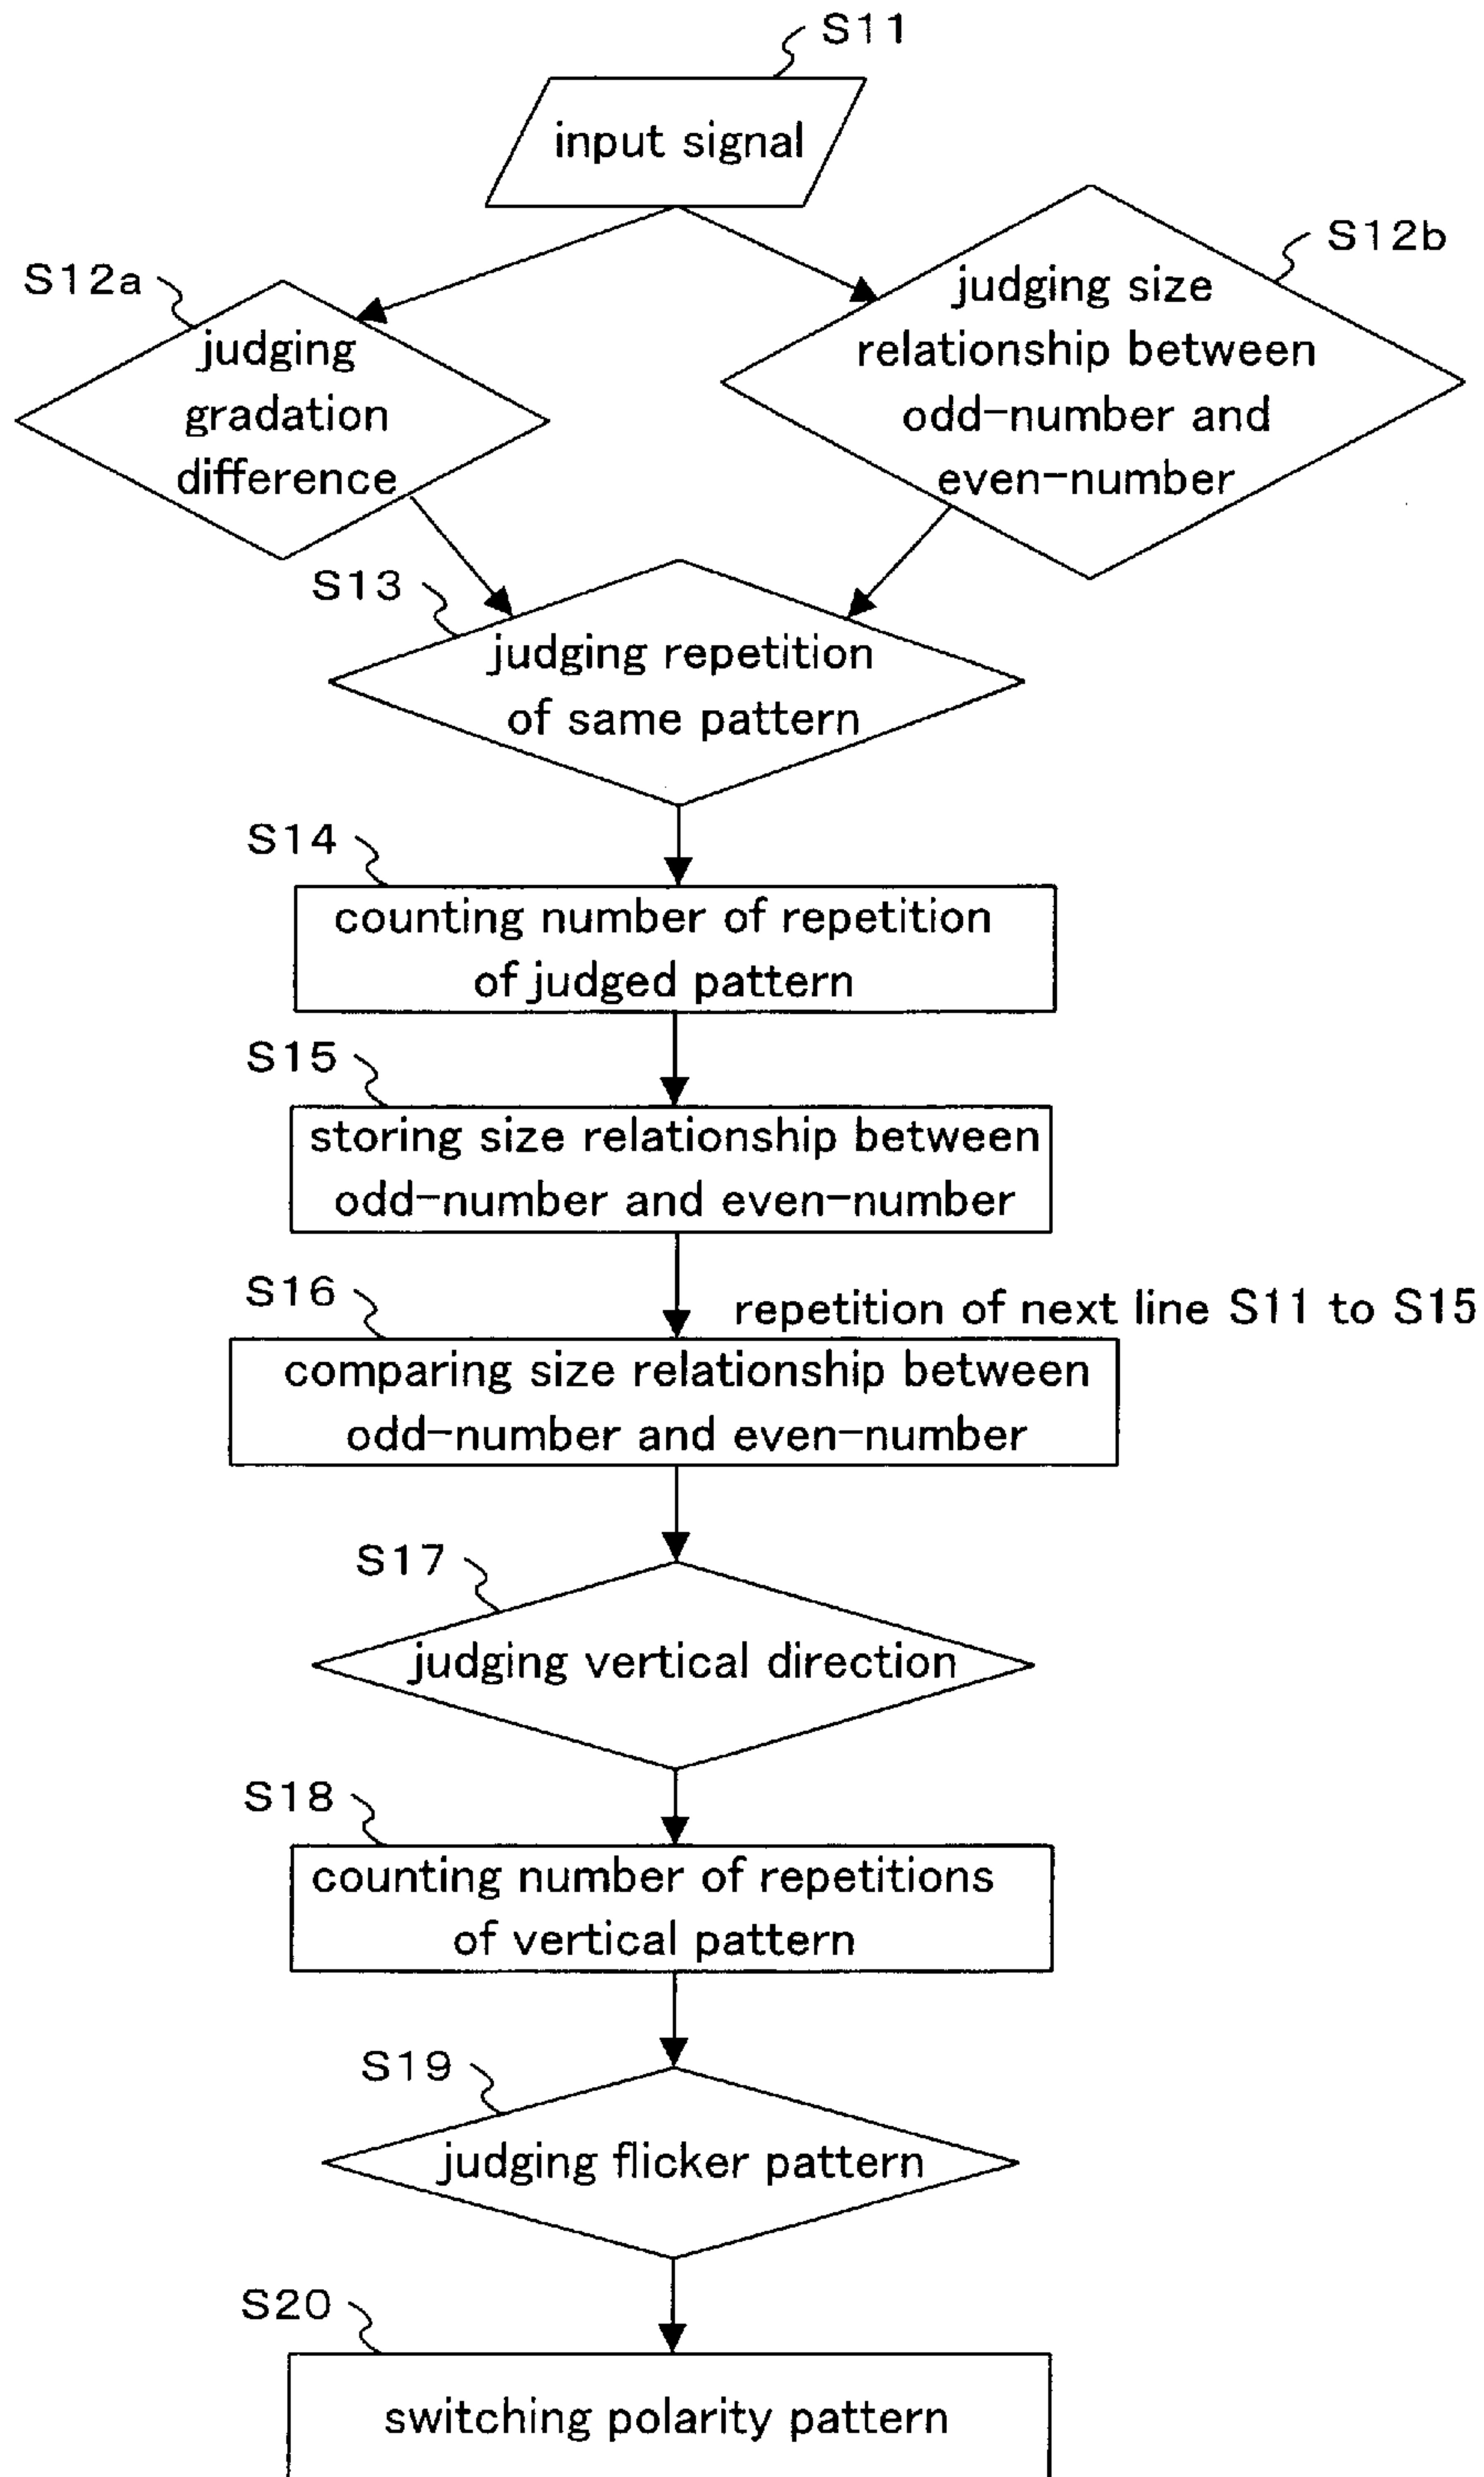 S11
input signal
S12a
judging
gradation
difference
S12b
judging size
relationship between
odd-number and
even-number
S13
judging repetition
of same pattern
S14
counting number of repetition
of judged pattern
S15
storing size relationship between
odd-number and even-number
repetition of next line S11 to S15
S16
comparing size relationship between
odd-number and even-number
S17
judging vertical direction
S18
counting number of repetitions
of vertical pattern
S19
judging flicker pattern
S20
switching polarity pattern